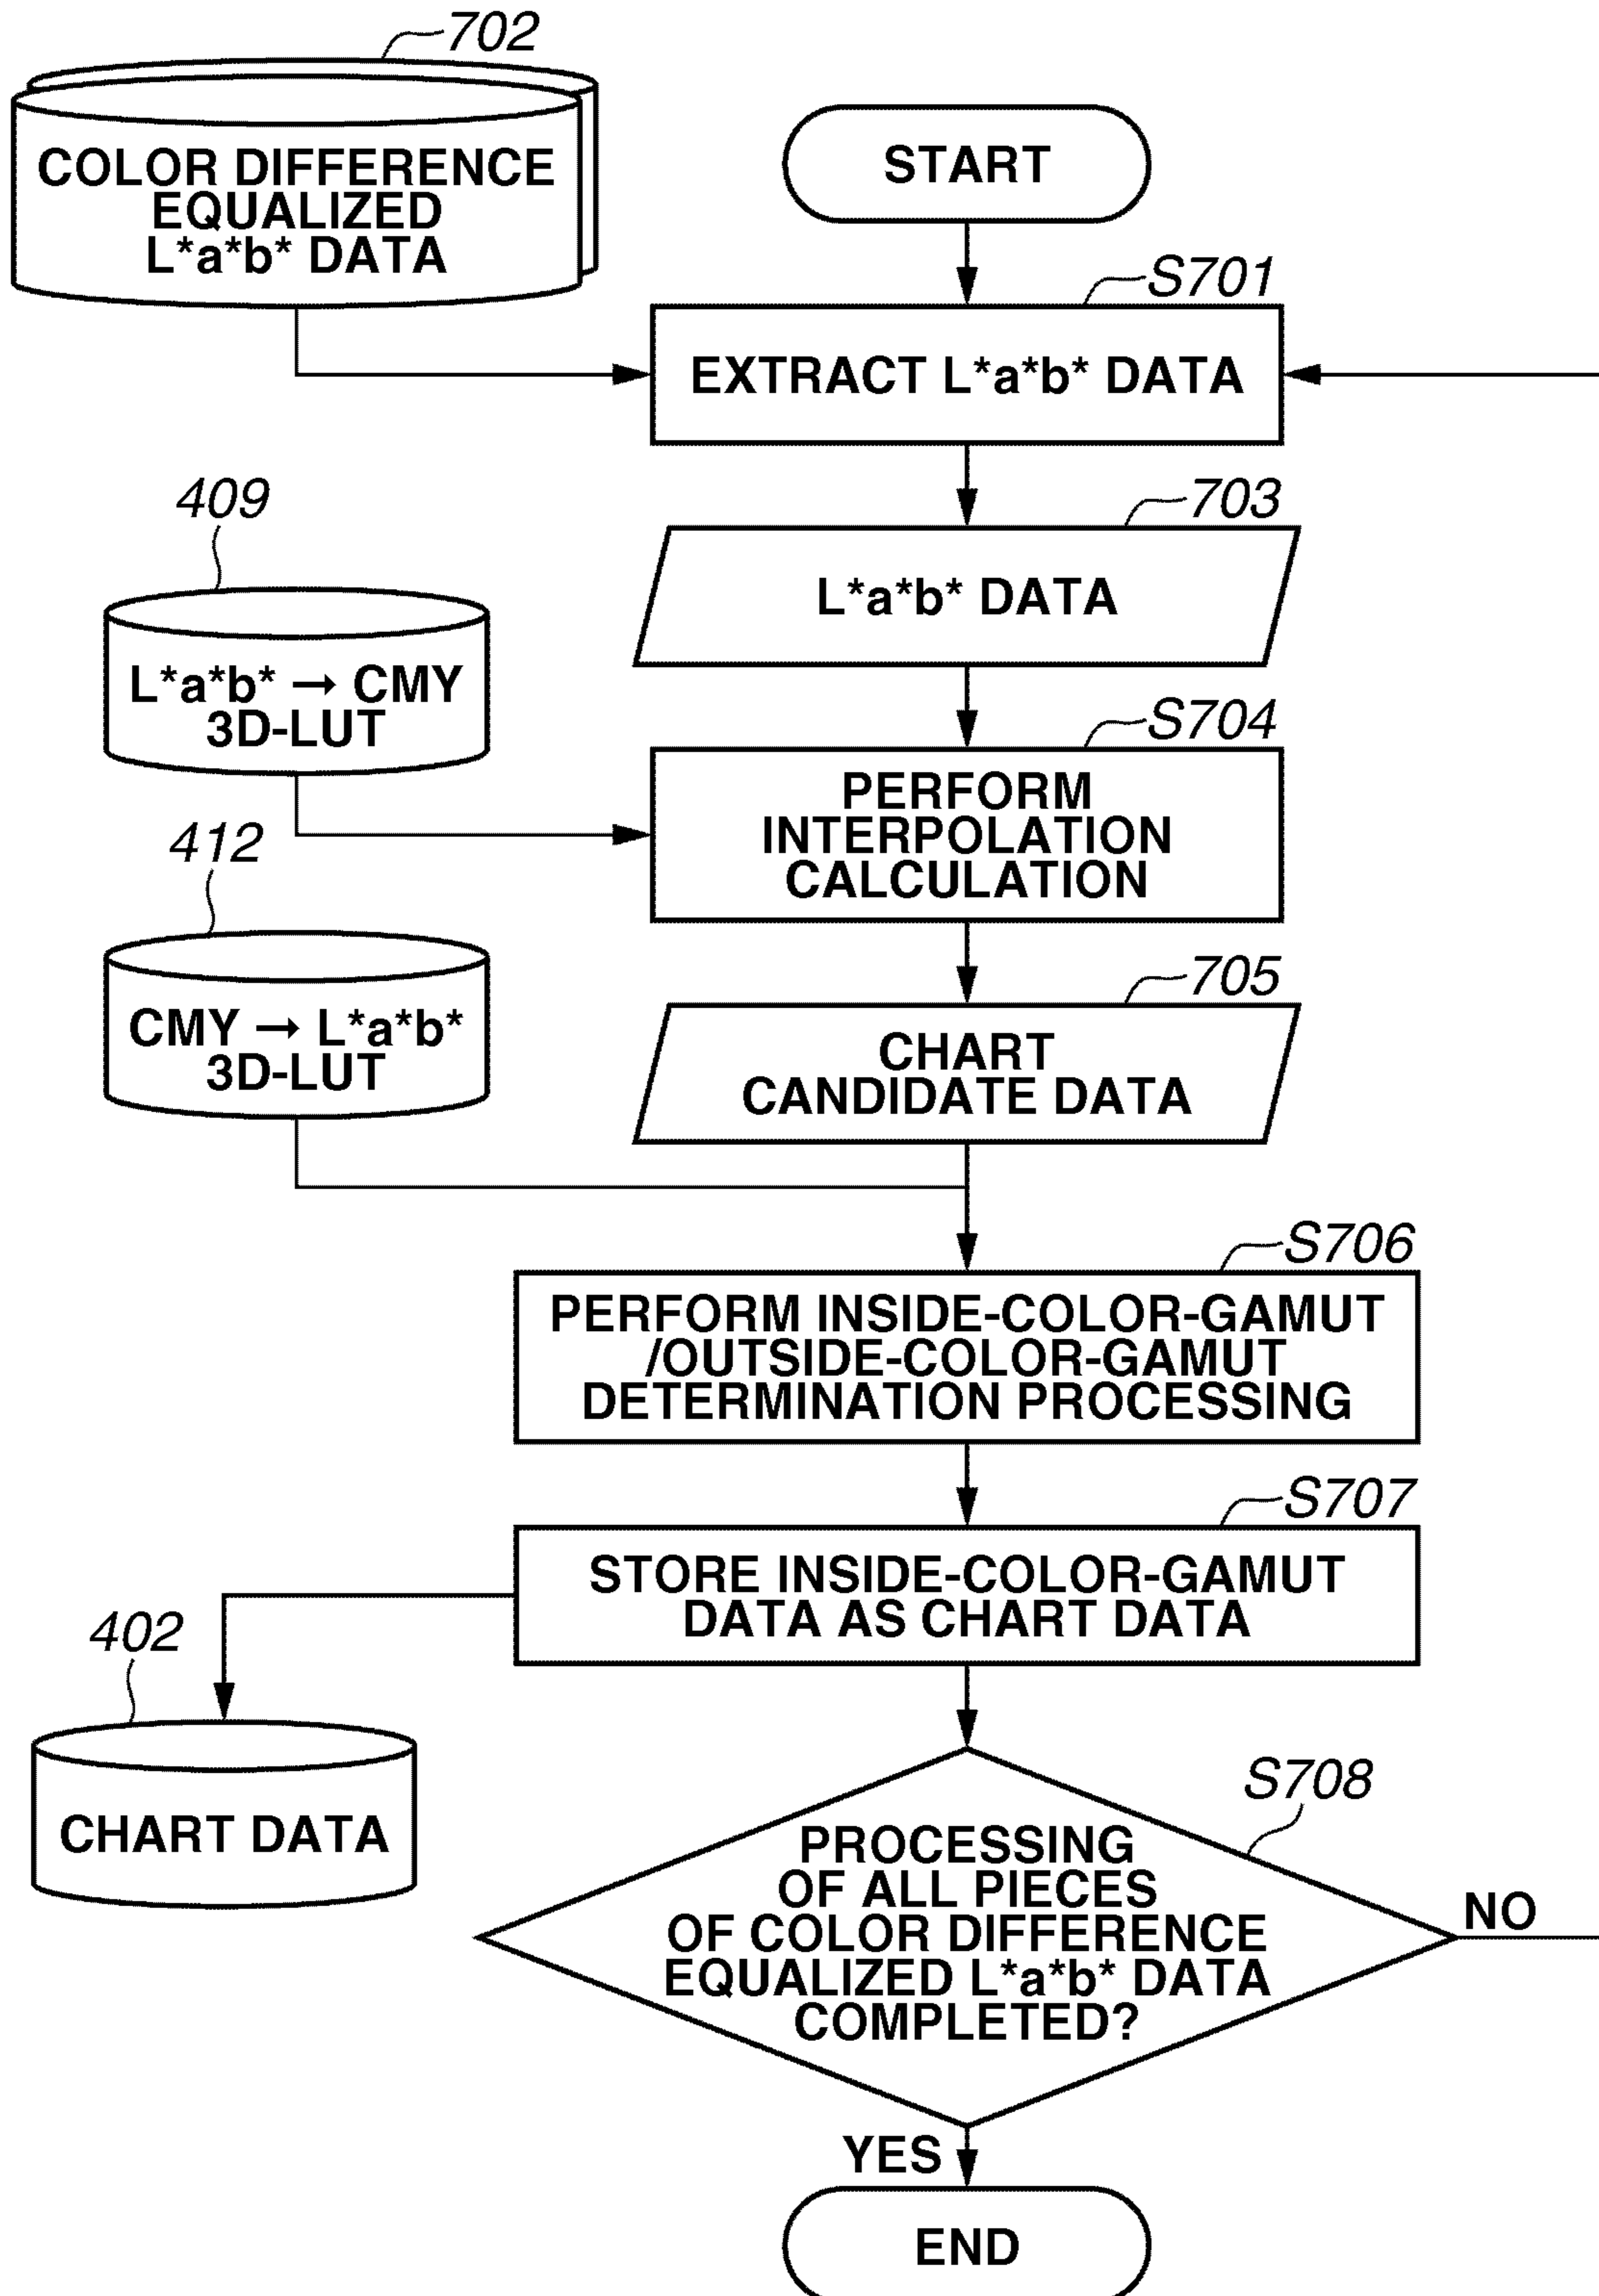 702
COLOR DIFFERENCE
EQUALIZED
L*a*b* DATA
START
S701
EXTRACT L*a*b* DATA
703
L*a*b* DATA
409
L*a*b* → CMY
3D-LUT
S704
PERFORM
INTERPOLATION
CALCULATION
412
CMY → L*a*b*
3D-LUT
705
CHART
CANDIDATE DATA
S706
PERFORM INSIDE-COLOR-GAMUT
/OUTSIDE-COLOR-GAMUT
DETERMINATION PROCESSING
S707
STORE INSIDE-COLOR-GAMUT
DATA AS CHART DATA
402
CHART DATA
S708
PROCESSING
OF ALL PIECES
OF COLOR DIFFERENCE
EQUALIZED L*a*b* DATA
COMPLETED?
NO
YES
END